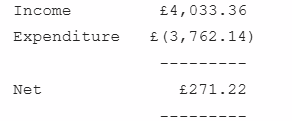 Income £4,033.36
Expenditure £(3,762.14)
---------
Net £271.22
---------